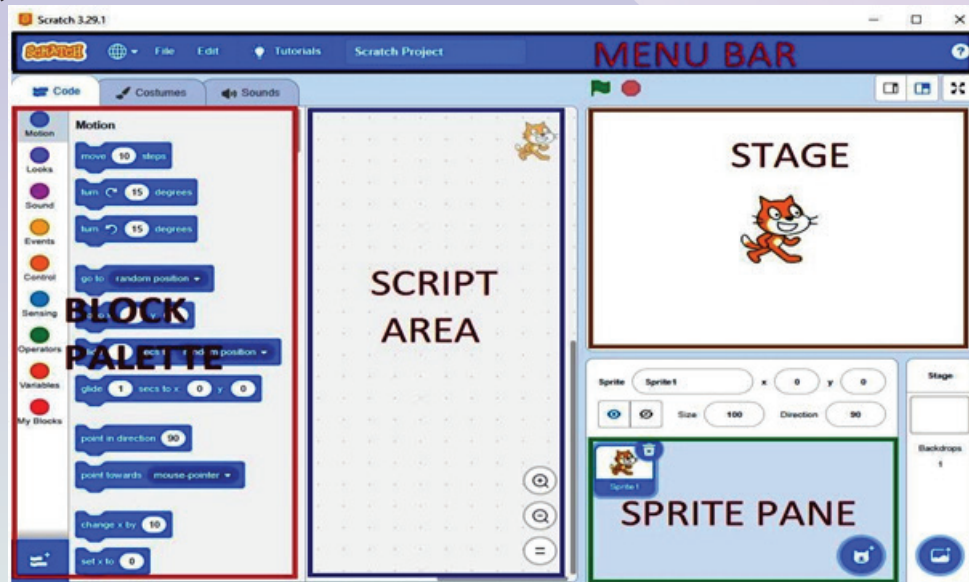 Scratch 3.29.1
SCRATCH File Edit Tutorials Scratch Project MENU BAR
Code Costumes Sounds
Motion
Looks
Sound
Events
Control
Sensing
Operators
Variables
My Blocks
Motion
move 10 steps
turn 15 degrees
turn 15 degrees
go to random position
BLOCK
PALETTE
glide 1 secs to x: 0 y: 0
point in direction 90
point towards mouse-pointer
change x by 10
set x to 0
SCRIPT
AREA
STAGE
Sprite Sprite1 x 0 y 0
Size 100 Direction 90
Sprite1
SPRITE PANE
Stage
Backdrops
1